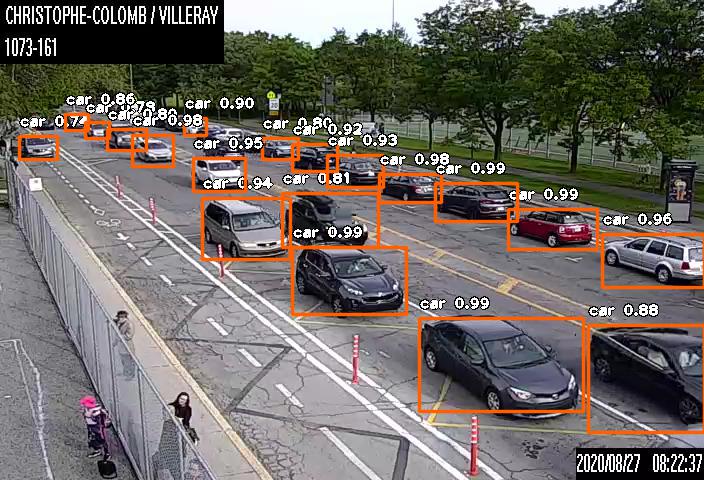 CHRISTOPHE-COLOMB / VILLERAY
1073-161
car 0.86
car 0.90
car 0.74
car 0.98
car 0.80
car 0.92
car 0.95
car 0.93
car 0.94
car 0.81
car 0.98
car 0.99
car 0.99
car 0.99
car 0.96
car 0.99
car 0.88
2020/08/27 08:22:37